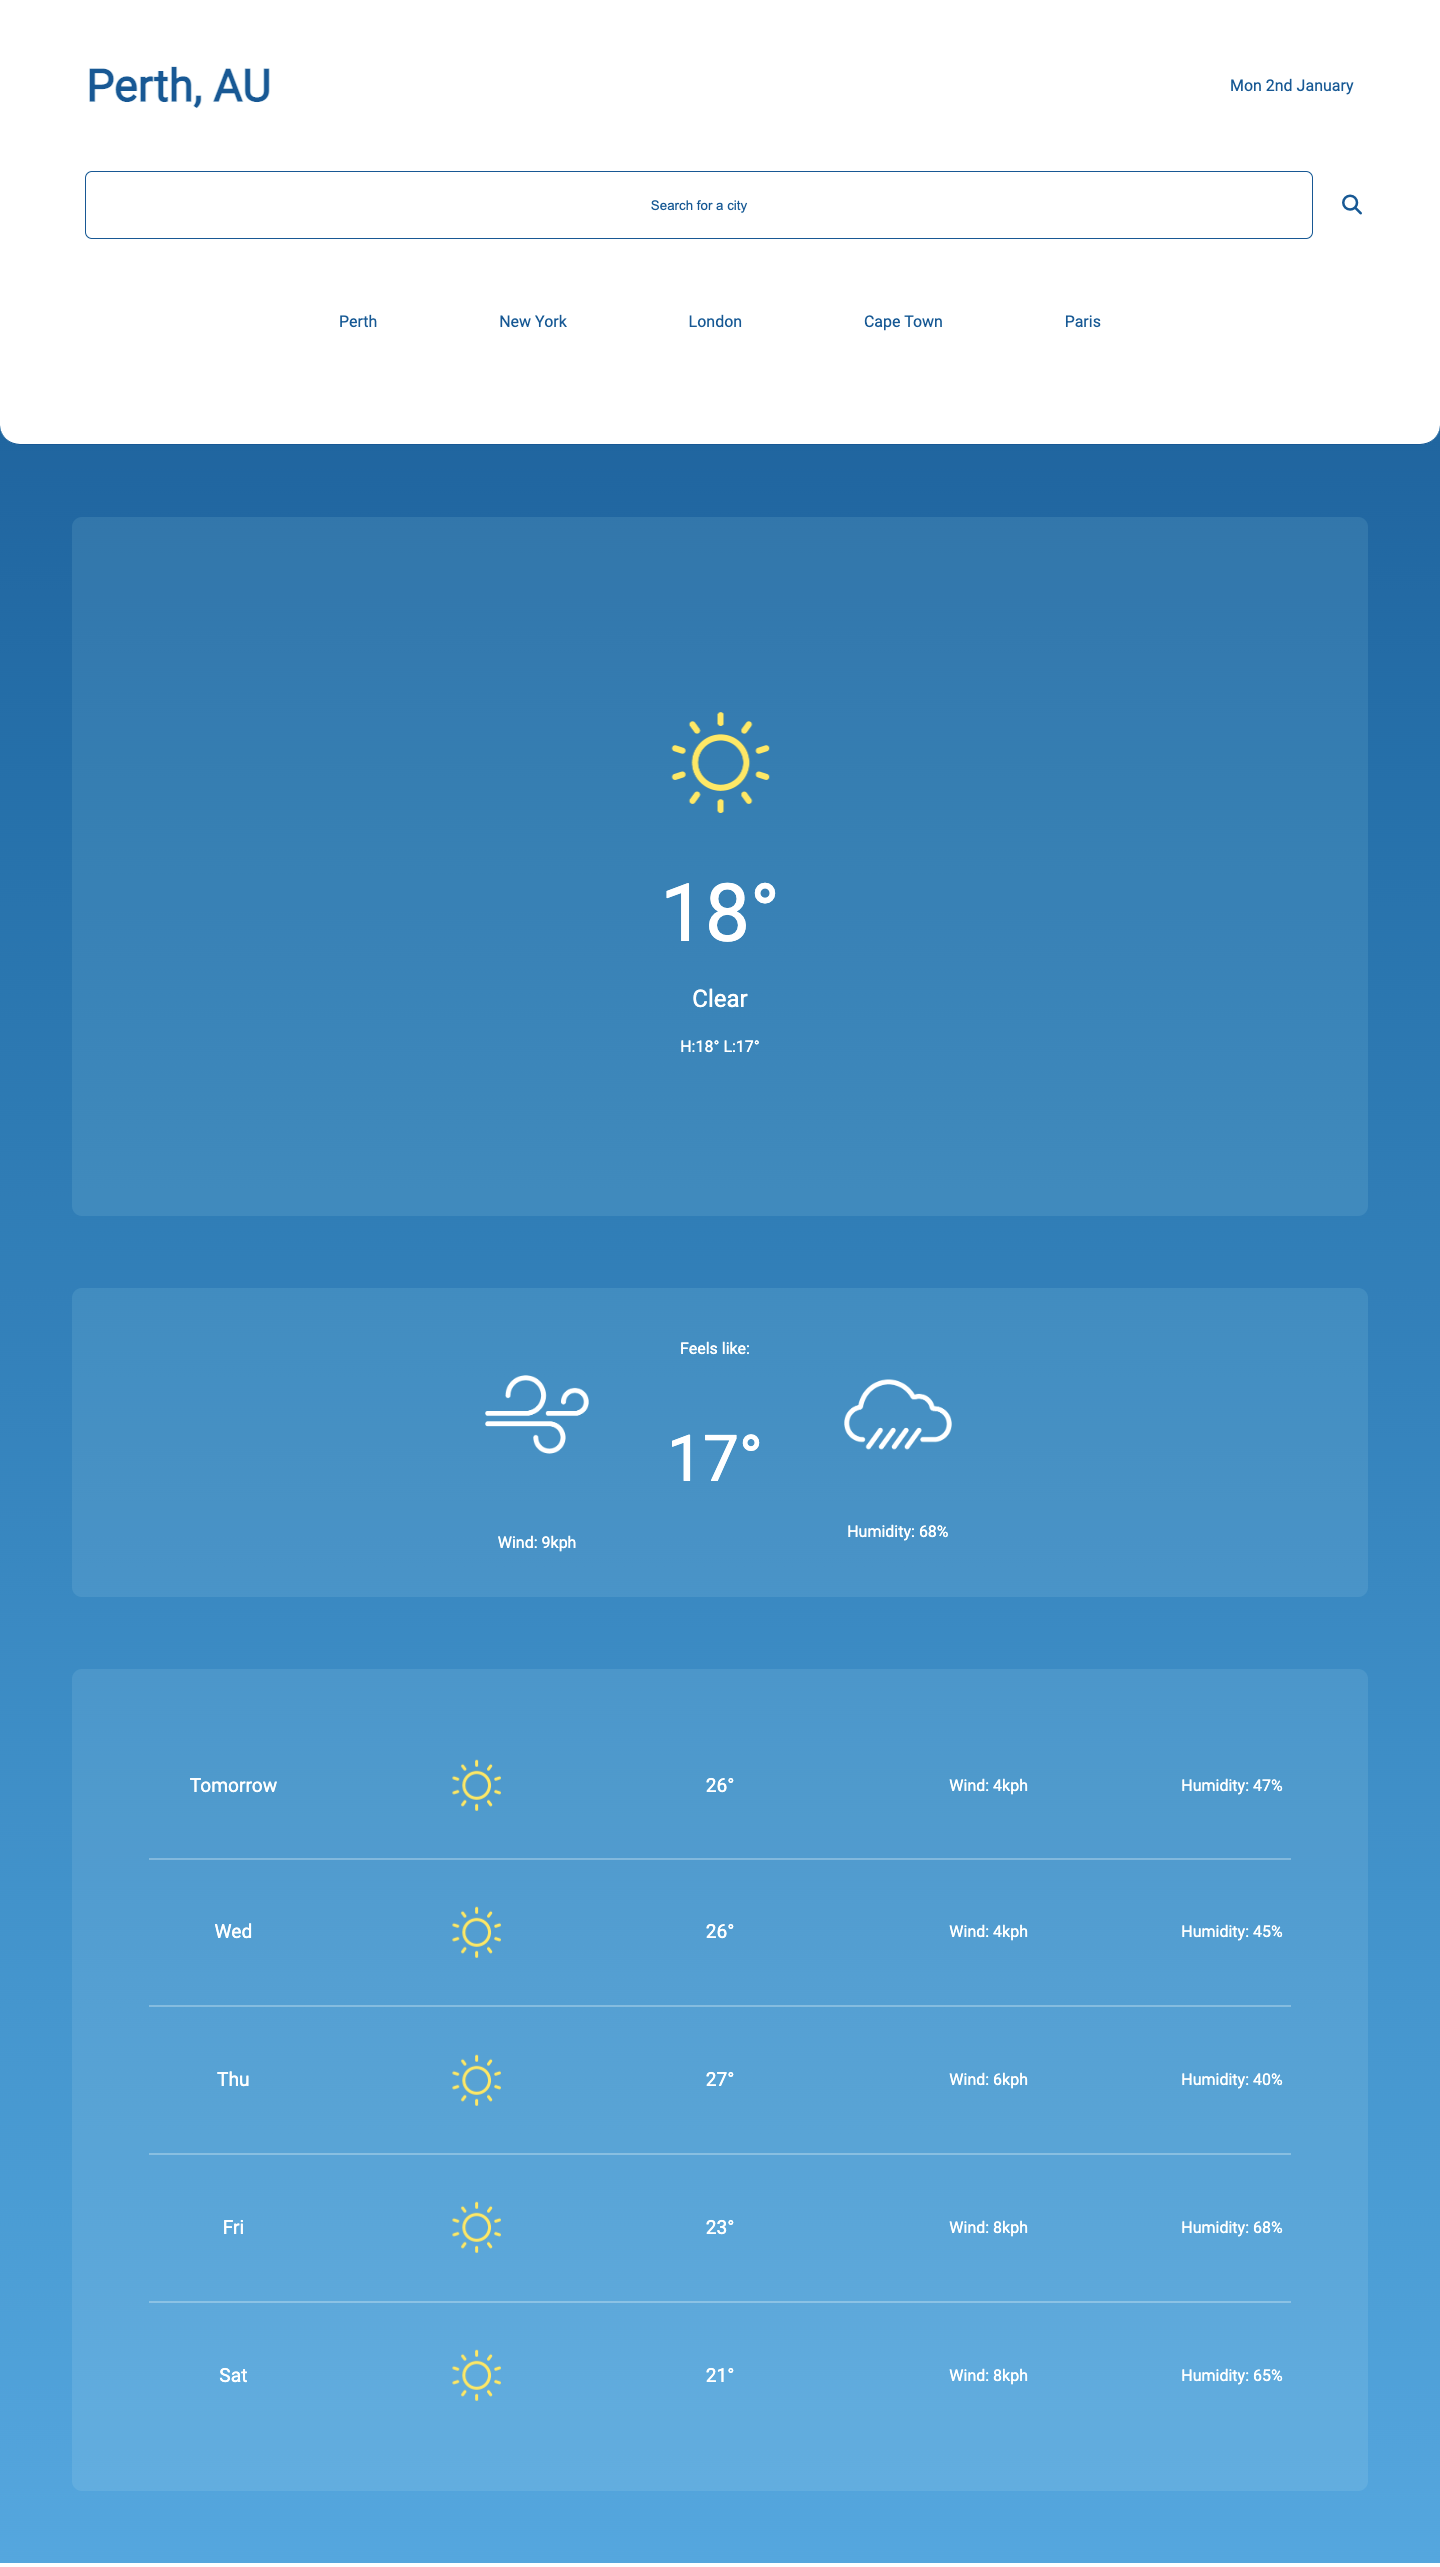 Perth, AU
Mon 2nd January
Search for a city
Perth New York London Cape Town Paris
18°
Clear
H:18° L:17°
Feels like:
17°
Wind: 9kph
Humidity: 68%
Tomorrow 26° Wind: 4kph Humidity: 47%
Wed 26° Wind: 4kph Humidity: 45%
Thu 27° Wind: 6kph Humidity: 40%
Fri 23° Wind: 8kph Humidity: 68%
Sat 21° Wind: 8kph Humidity: 65%